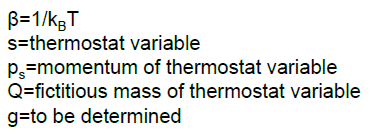 β=1/kBT
s=thermostat variable
ps=momentum of thermostat variable
Q=fictitious mass of thermostat variable
g=to be determined